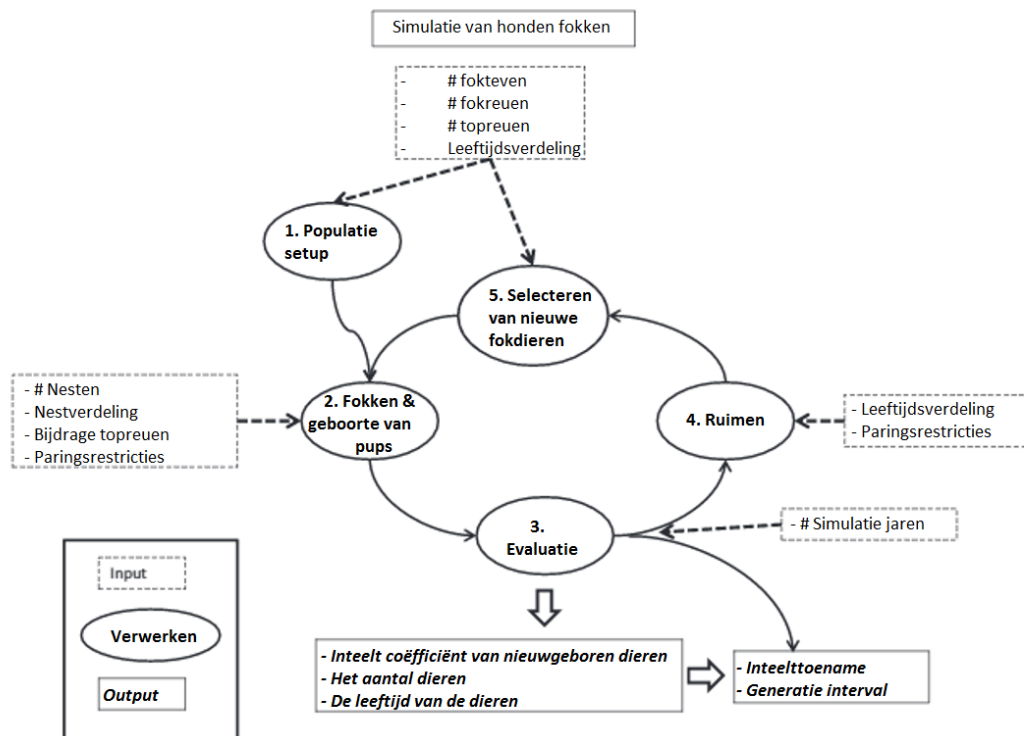 Simulatie van honden fokken
- # fokteven
- # fokreuen
- # topreuen
- Leeftijdsverdeling
1. Populatie
setup
5. Selecteren
van nieuwe
fokdieren
- # Nesten
- Nestverdeling
- Bijdrage topreuen
- Paringsrestricties
2. Fokken &
geboorte van
pups
4. Ruimen
- Leeftijdsverdeling
- Paringsrestricties
3.
Evaluatie
- # Simulatie jaren
Input
Verwerken
Output
- Inteelt coëfficiënt van nieuwgeboren dieren
- Het aantal dieren
- De leeftijd van de dieren
- Inteelttoename
- Generatie interval